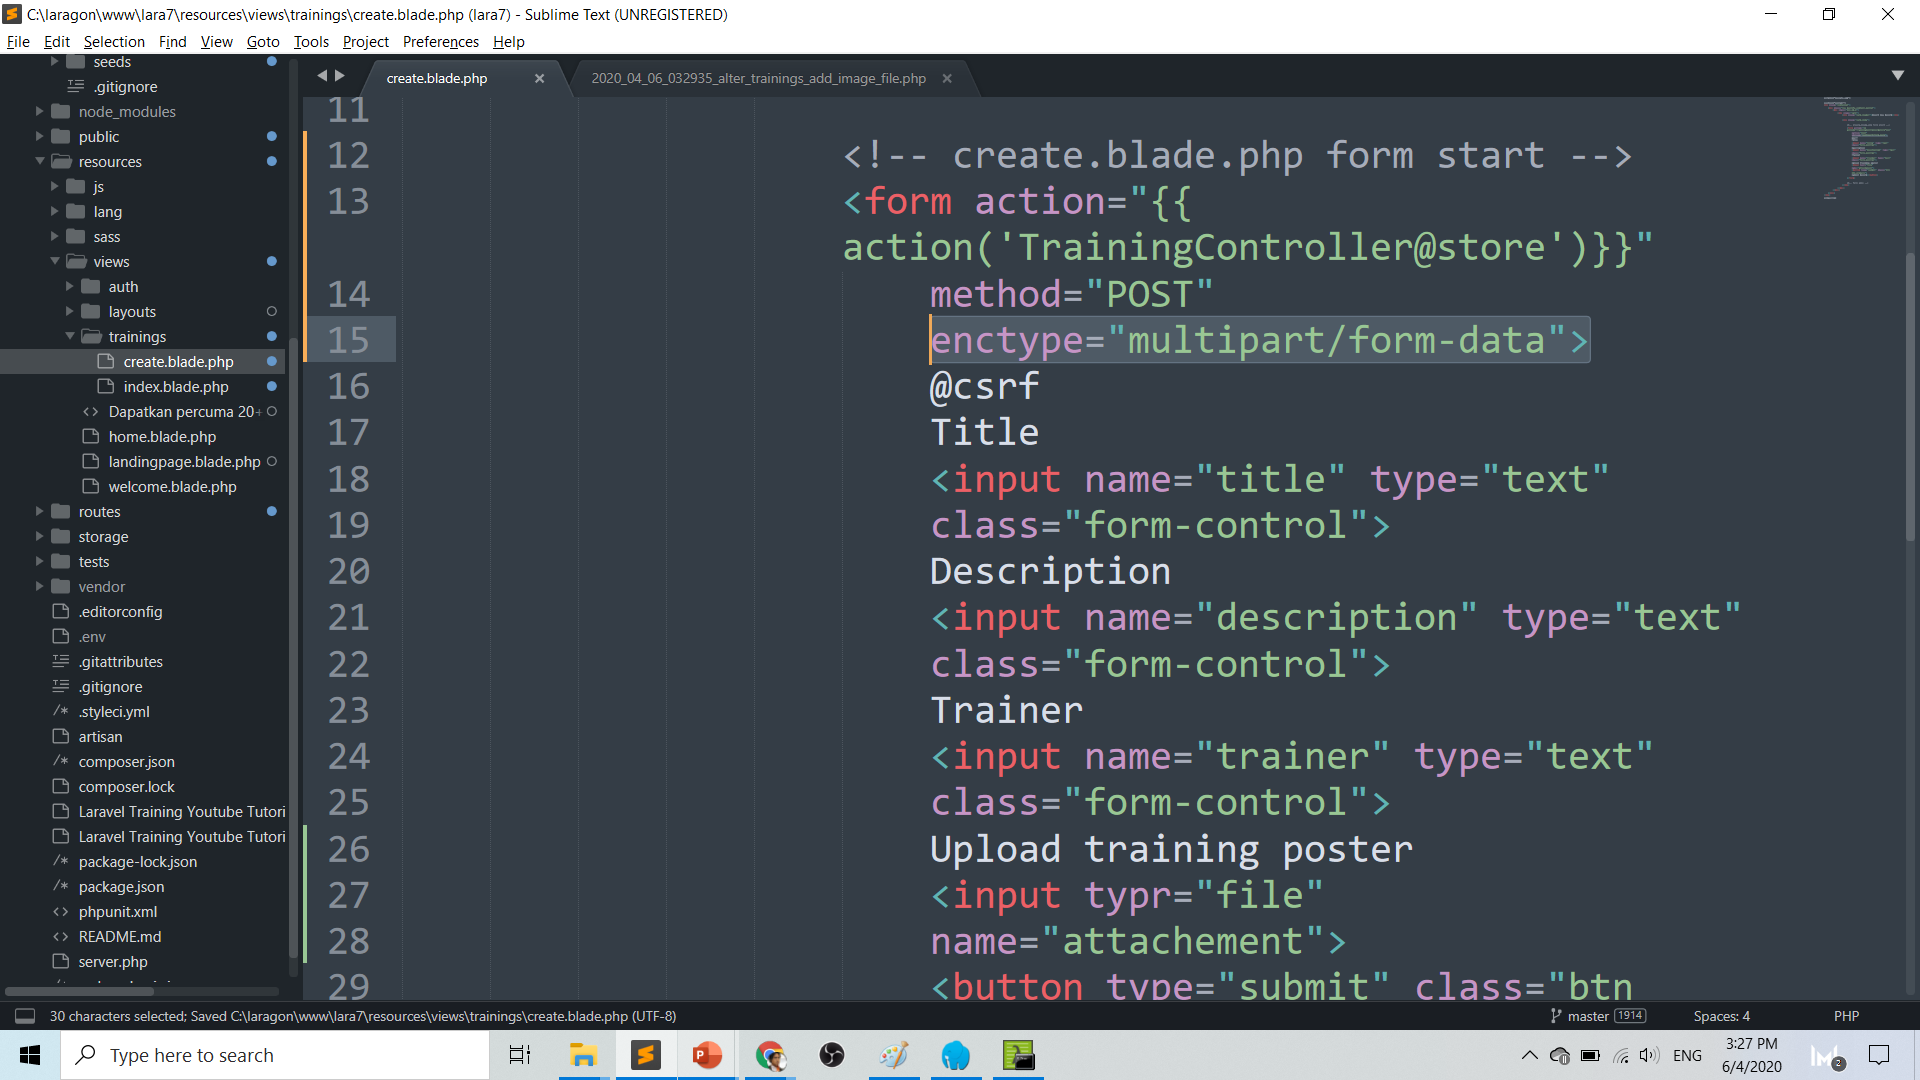 C:\laragon\www\lara7\resources\views\trainings\create.blade.php (lara7) - Sublime Text (UNREGISTERED)
File Edit Selection Find View Goto Tools Project Preferences Help
seeds
.gitignore
node_modules
public
resources
js
lang
sass
views
auth
layouts
trainings
create.blade.php
index.blade.php
Dapatkan percuma 20+
home.blade.php
landingpage.blade.php
welcome.blade.php
routes
storage
tests
vendor
.editorconfig
.env
.gitattributes
.gitignore
.styleci.yml
artisan
composer.json
composer.lock
Laravel Training Youtube Tutori
Laravel Training Youtube Tutori
package-lock.json
package.json
phpunit.xml
README.md
server.php
create.blade.php 2020_04_06_032935_alter_trainings_add_image_file.php
11
12 <!-- create.blade.php form start -->
13 <form action="{{
action('TrainingController@store')}}"
14 method="POST"
15 enctype="multipart/form-data">
16 @csrf
17 Title
18 <input name="title" type="text"
19 class="form-control">
20 Description
21 <input name="description" type="text"
22 class="form-control">
23 Trainer
24 <input name="trainer" type="text"
25 class="form-control">
26 Upload training poster
27 <input typr="file"
28 name="attachement">
29 <button type="submit" class="btn
30 characters selected; Saved C:\laragon\www\lara7\resources\views\trainings\create.blade.php (UTF-8) master 1914 Spaces: 4 PHP
Type here to search
ENG
3:27 PM
6/4/2020
2